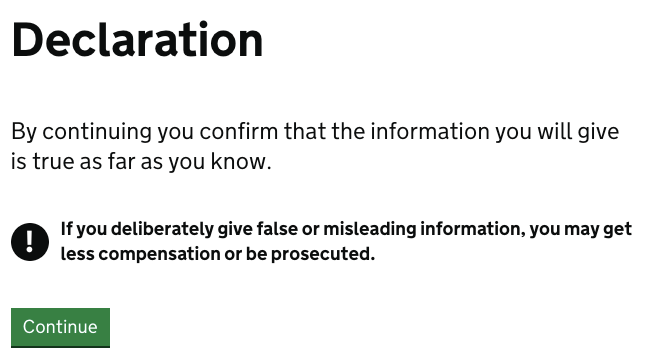 Declaration
By continuing you confirm that the information you will give
is true as far as you know.
! If you deliberately give false or misleading information, you may get
less compensation or be prosecuted.
Continue